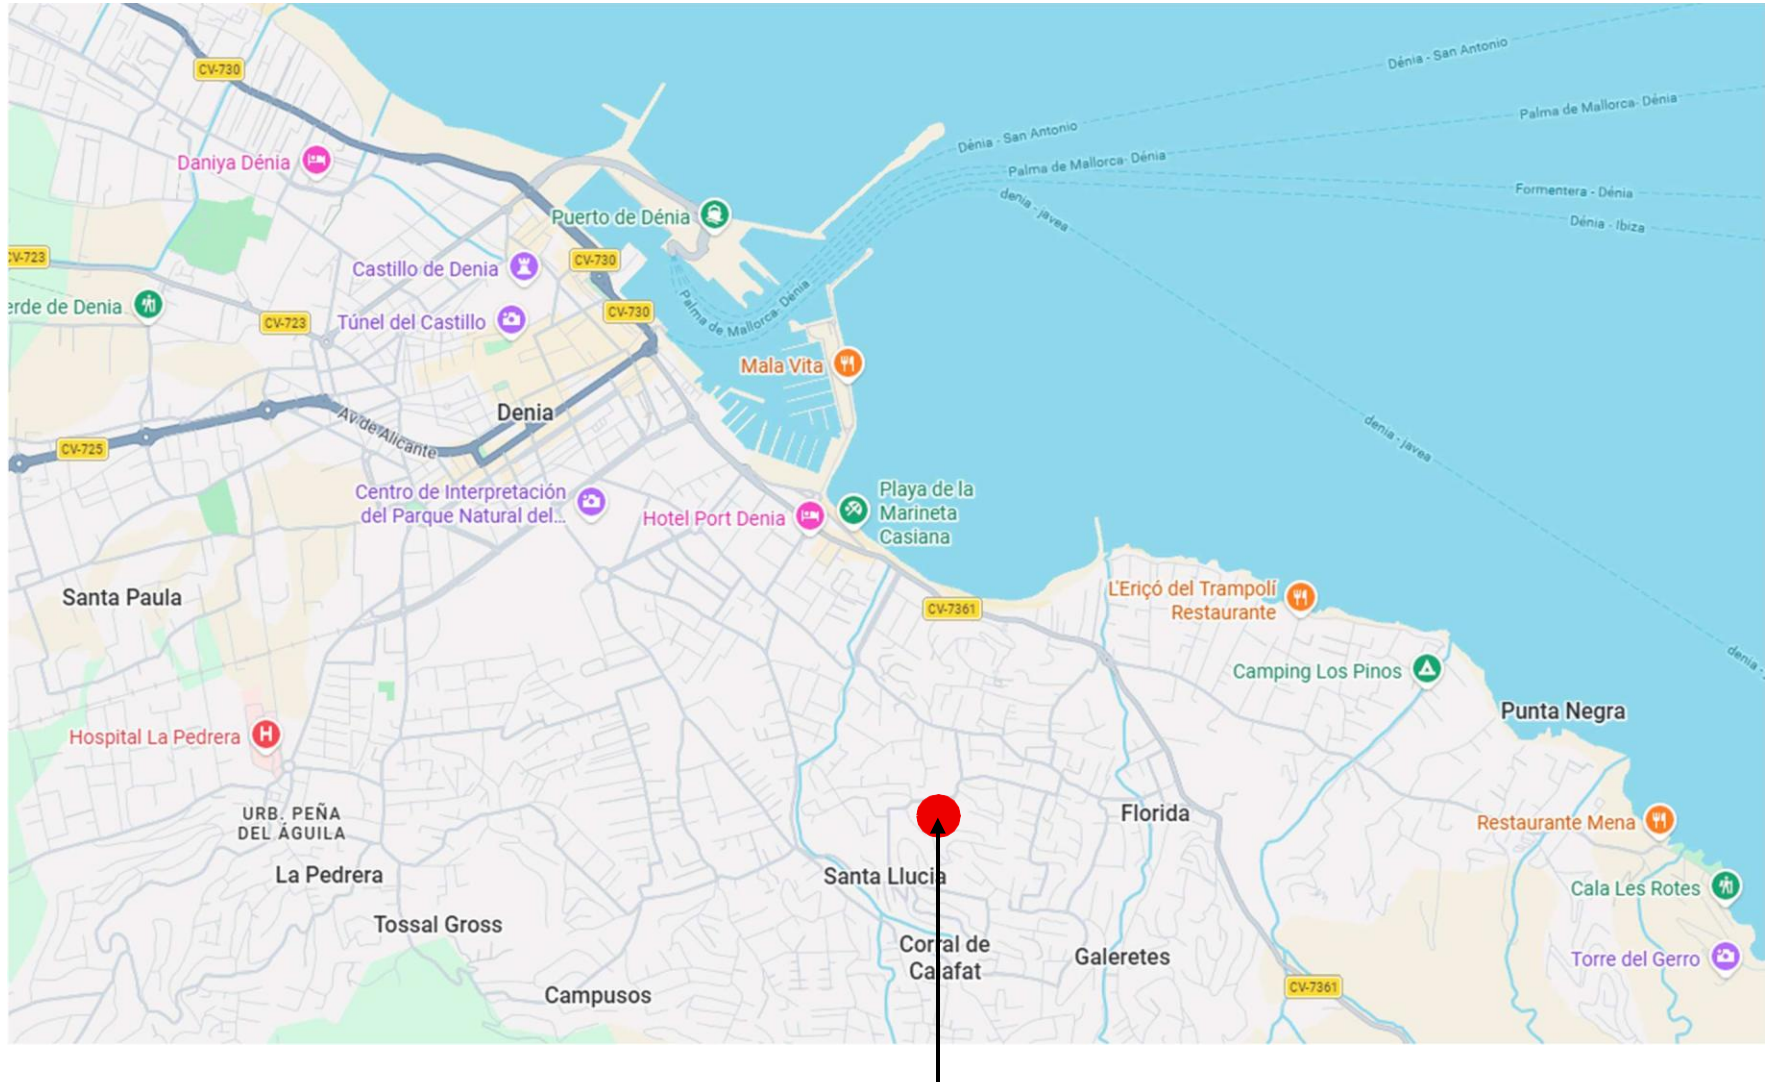 CV-730
Dénia - San Antonio
Palma de Mallorca- Dénia
Dénia - San Antonio
Palma de Mallorca- Dénia
Daniya Dénia
Formentera - Dénia
denia - javea
Puerto de Dénia
Dénia - Ibiza
CV-723
CV-730
Castillo de Denia
erde de Denia
CV-730
Palma de Mallorca- Dénia
CV-723
Túnel del Castillo
Mala Vita
Denia
Av. de Alicante
denia - javea
CV-725
Centro de Interpretación
del Parque Natural del...
Playa de la
Marineta
Casiana
Hotel Port Denia
L'Eriçó del Trampolí
Restaurante
Santa Paula
CV-7361
denia-
Camping Los Pinos
Punta Negra
Hospital La Pedrera
H
URB. PEÑA
DEL ÁGUILA
Florida
Restaurante Mena
La Pedrera
Santa Llucia
Cala Les Rotes
Tossal Gross
Corral de
Calafat
Galeretes
Torre del Gerro
Campusos
CV-7361